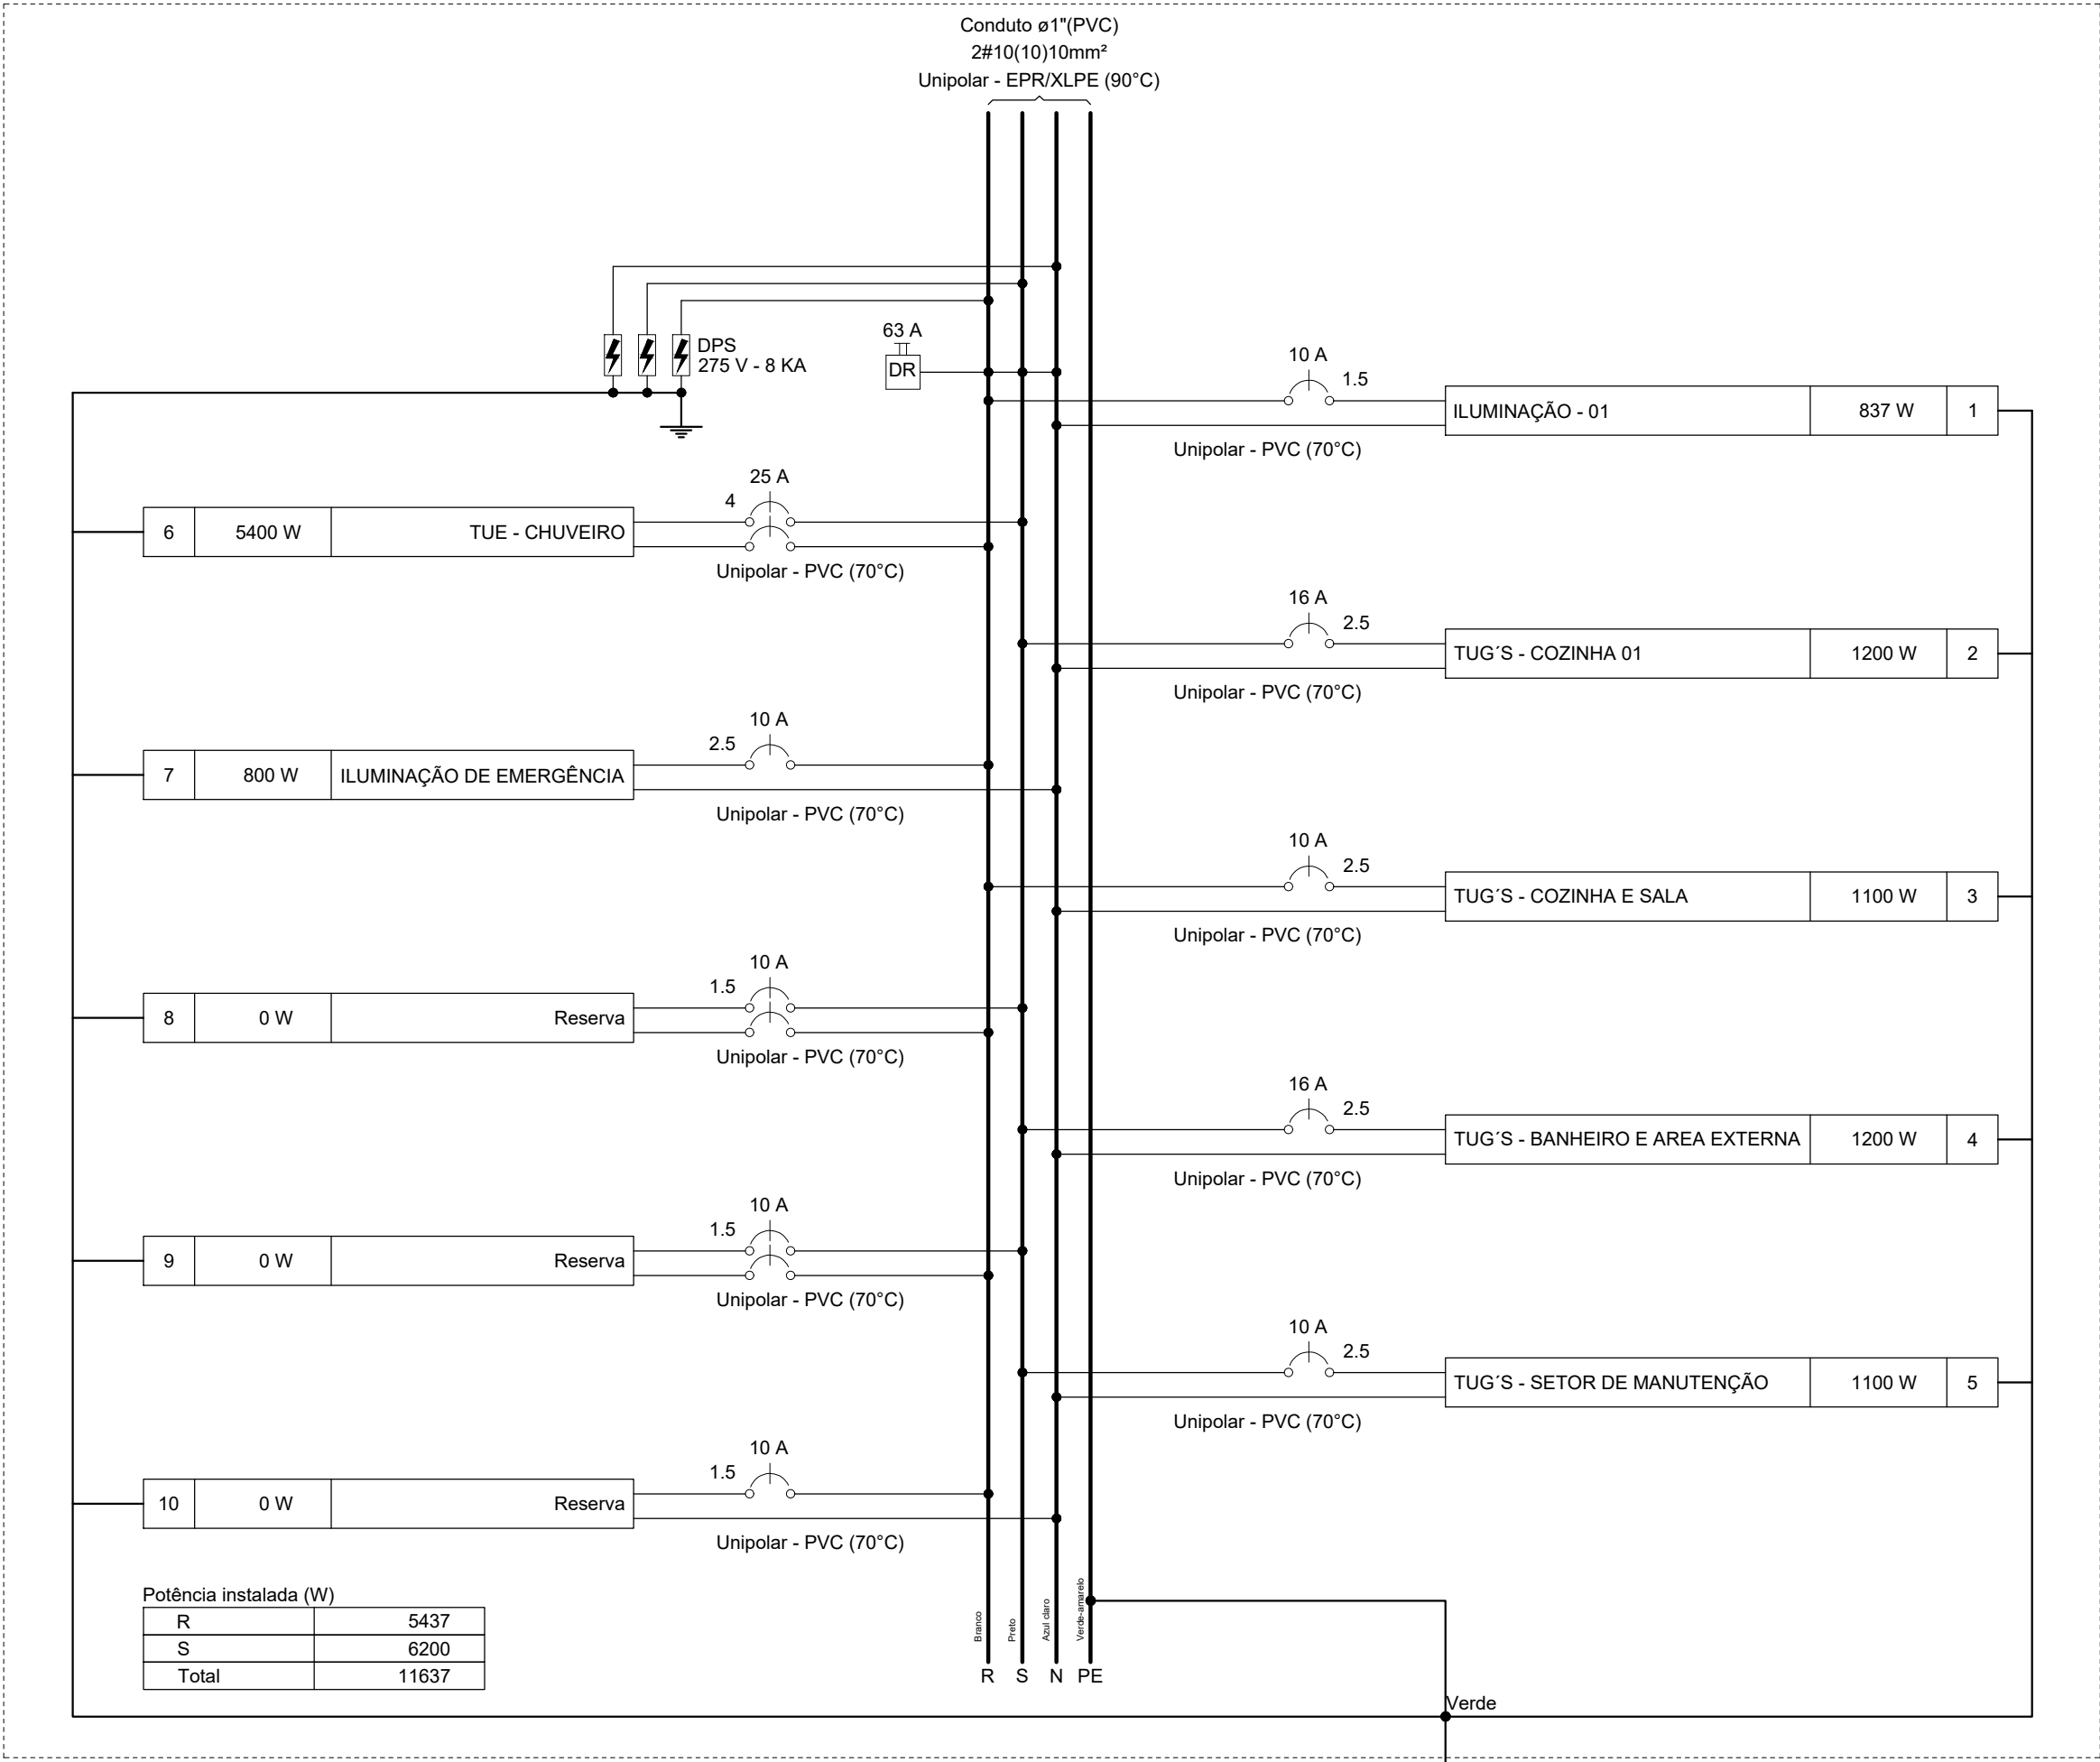 Conduto ø1"(PVC)
2#10(10)10mm²
Unipolar - EPR/XLPE (90°C)
DPS
275 V - 8 KA
63 A
DR
10 A
1.5
ILUMINAÇÃO - 01 837 W 1
Unipolar - PVC (70°C)
25 A
4
6 5400 W TUE - CHUVEIRO
Unipolar - PVC (70°C)
16 A
2.5
TUG´S - COZINHA 01 1200 W 2
Unipolar - PVC (70°C)
10 A
2.5
7 800 W ILUMINAÇÃO DE EMERGÊNCIA
Unipolar - PVC (70°C)
10 A
2.5
TUG´S - COZINHA E SALA 1100 W 3
Unipolar - PVC (70°C)
10 A
1.5
8 0 W Reserva
Unipolar - PVC (70°C)
16 A
2.5
TUG´S - BANHEIRO E AREA EXTERNA 1200 W 4
Unipolar - PVC (70°C)
10 A
1.5
9 0 W Reserva
Unipolar - PVC (70°C)
10 A
2.5
TUG´S - SETOR DE MANUTENÇÃO 1100 W 5
Unipolar - PVC (70°C)
10 A
1.5
10 0 W Reserva
Unipolar - PVC (70°C)
Potência instalada (W)
R 5437
S 6200
Total 11637
Branco
Preto
Azul claro
Verde-amarelo
R S N PE
Verde